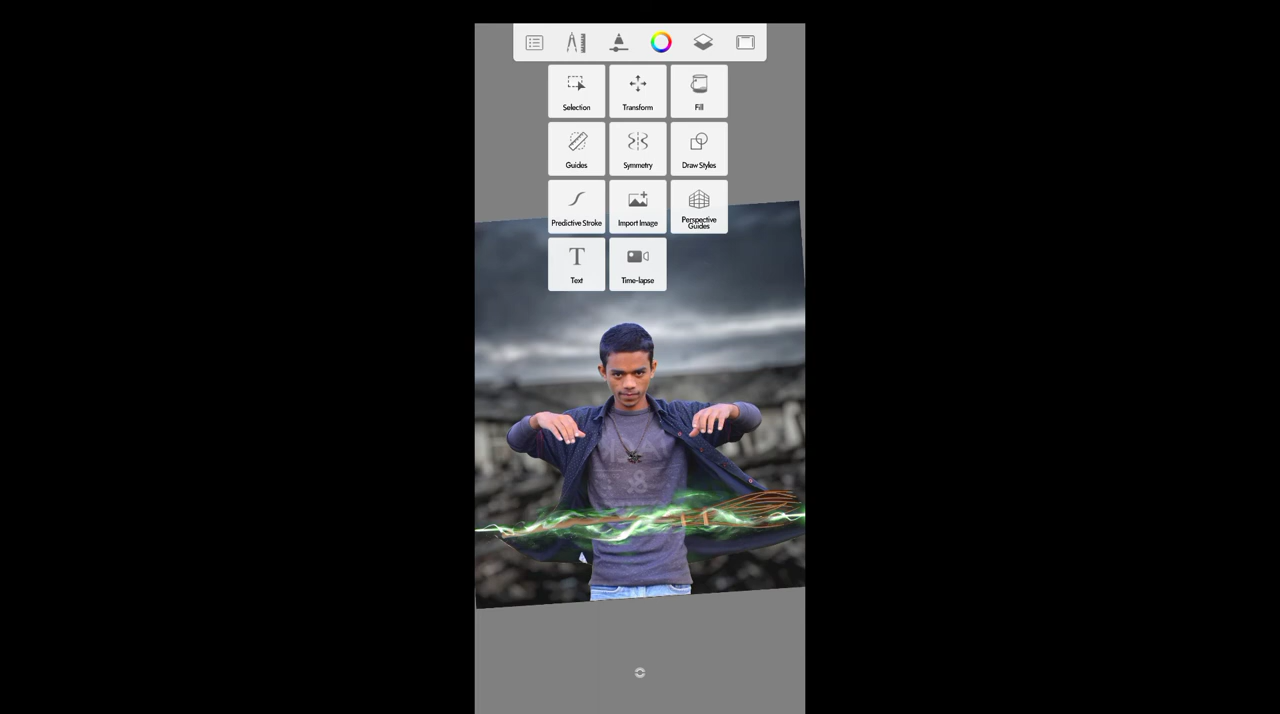 Selection Transform Fill
Guides Symmetry Draw Styles
Predictive Stroke Import Image Perspective Guides
Text Time-lapse